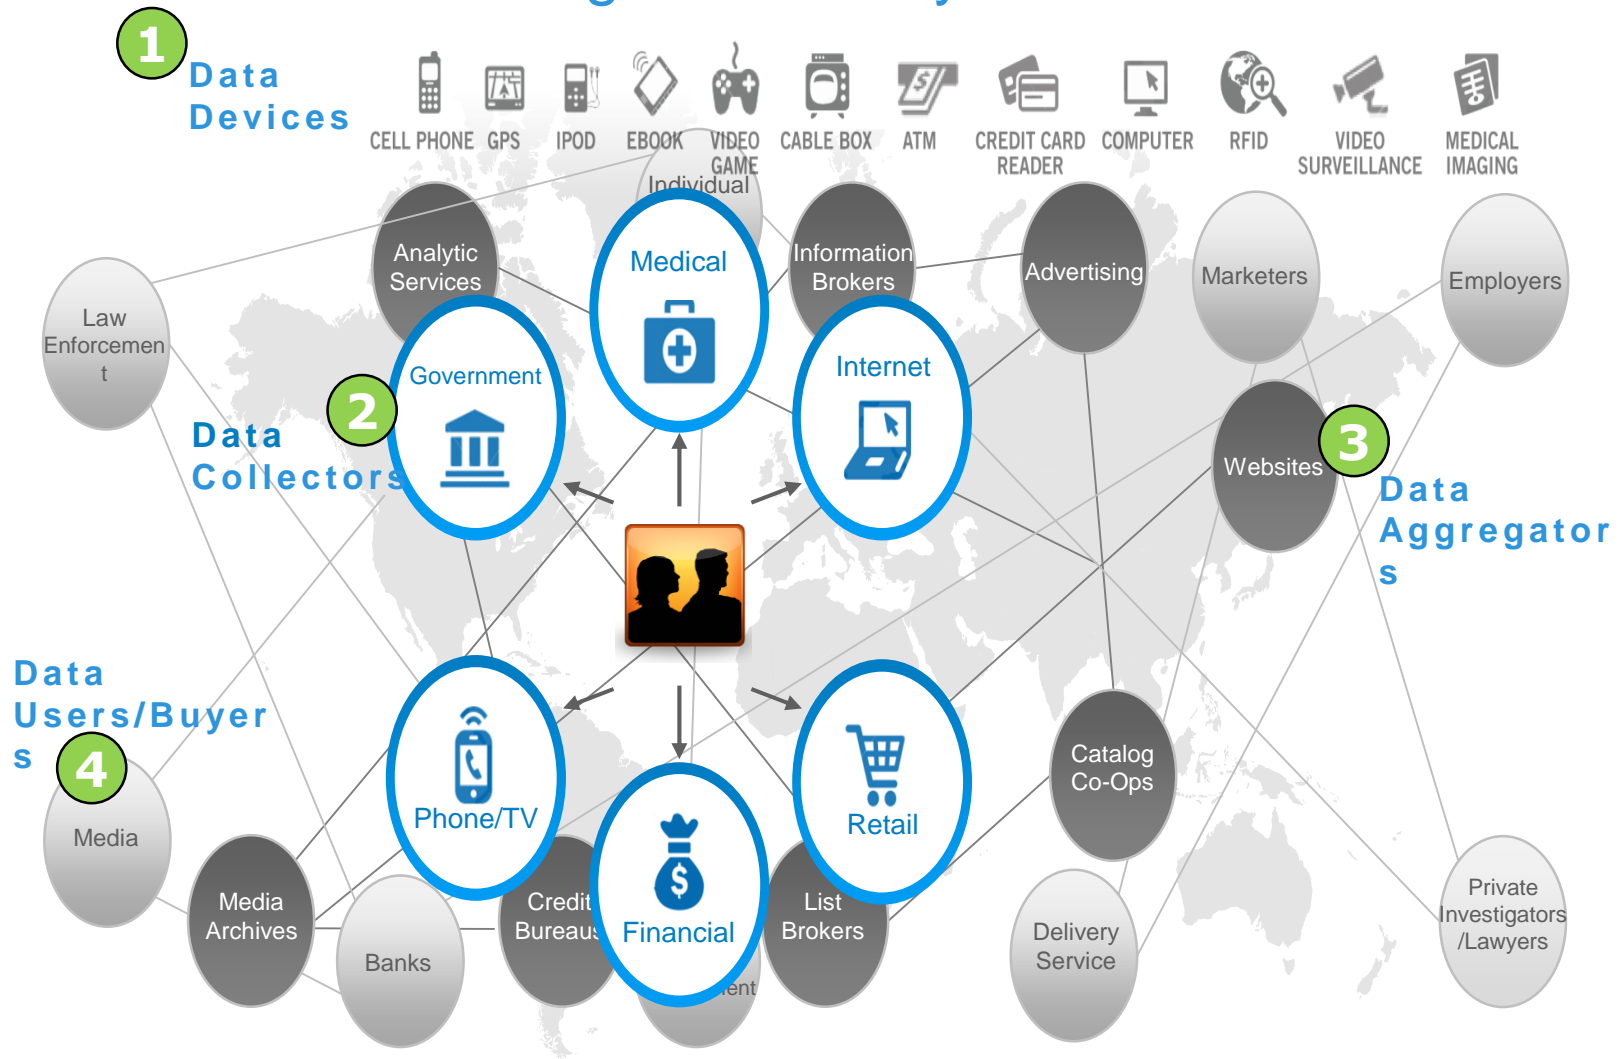 1
Data
Devices
CELL PHONE
GPS
IPOD
EBOOK
VIDEO
GAME
CABLE BOX
ATM
CREDIT CARD
READER
COMPUTER
RFID
VIDEO
SURVEILLANCE
MEDICAL
IMAGING
Individual
Analytic
Services
Medical
Information
Brokers
Advertising
Marketers
Employers
Law
Enforcemen
t
Government
Internet
2
Data
Collectors
Websites
3
Data
Aggregator
s
Data
Users/Buyer
s
4
Media
Phone/TV
Retail
Catalog
Co-Ops
Media
Archives
Banks
Credit
Bureaus
Financial
List
Brokers
Delivery
Service
Private
Investigators
/Lawyers